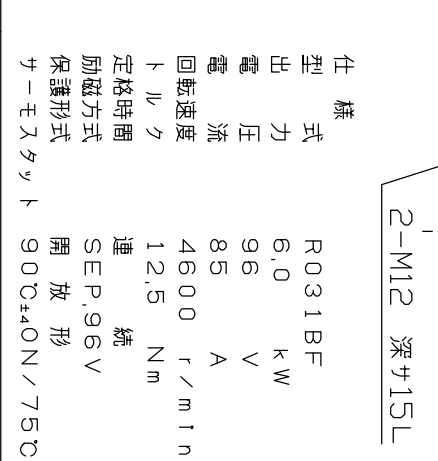 2-M12 深サ15L
仕様
型式 R031BF
出力 6.0 kW
電圧 96 V
電流 85 A
回転速度 4600 r/min
トルク 12.5 Nm
定格時間 連続
励磁方式 SEP.96V
保護形式 開放形
サーモスタット 90℃±4ON/75℃